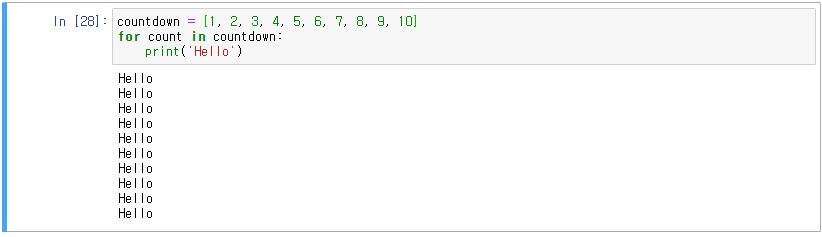 In [28]: countdown = [1, 2, 3, 4, 5, 6, 7, 8, 9, 10]
for count in countdown:
    print('Hello')
Hello
Hello
Hello
Hello
Hello
Hello
Hello
Hello
Hello
Hello